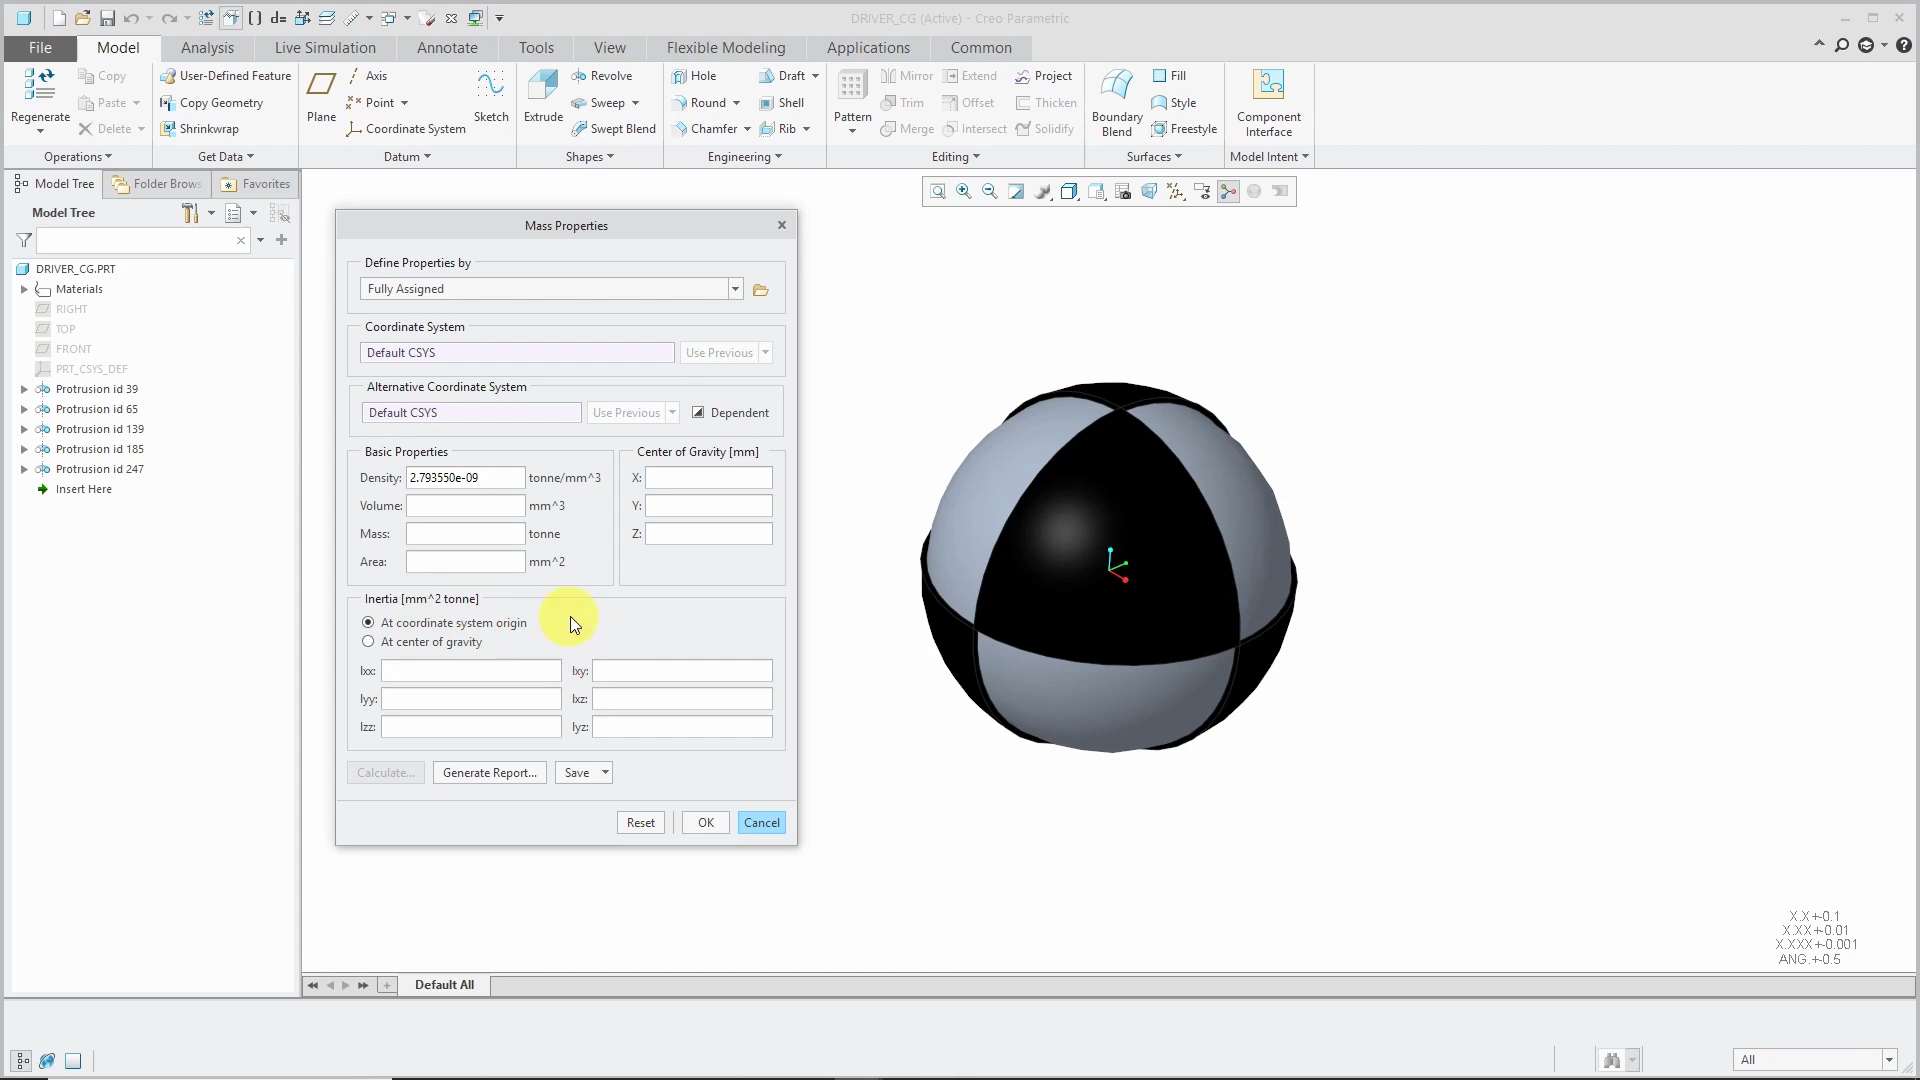 DRIVER_CG (Active) - Creo Parametric
File Model Analysis Live Simulation Annotate Tools View Flexible Modeling Applications Common
Regenerate
Copy
Paste
Delete
Operations
User-Defined Feature
Copy Geometry
Shrinkwrap
Get Data
Plane
Axis
Point
Coordinate System
Sketch
Datum
Extrude
Revolve
Sweep
Swept Blend
Shapes
Hole
Round
Chamfer
Draft
Shell
Rib
Engineering
Pattern
Mirror
Trim
Merge
Extend
Offset
Intersect
Project
Thicken
Solidify
Editing
Boundary
Blend
Fill
Style
Freestyle
Surfaces
Component
Interface
Model Intent
Model Tree
Folder Brows
Favorites
Model Tree
DRIVER_CG.PRT
Materials
RIGHT
TOP
FRONT
PRT_CSYS_DEF
Protrusion id 39
Protrusion id 65
Protrusion id 139
Protrusion id 185
Protrusion id 247
Insert Here
Mass Properties
Define Properties by
Fully Assigned
Coordinate System
Default CSYS
Use Previous
Alternative Coordinate System
Default CSYS
Use Previous
Dependent
Basic Properties
Density: 2.793550e-09 tonne/mm^3
Volume: mm^3
Mass: tonne
Area: mm^2
Center of Gravity [mm]
X:
Y:
Z:
Inertia [mm^2 tonne]
At coordinate system origin
At center of gravity
Ixx: Ixy:
Iyy: Ixz:
Izz: Iyz:
Calculate... Generate Report... Save
Reset OK Cancel
X.X+-0.1
X.XX+-0.01
X.XXX+-0.001
ANG.+-0.5
Default All
All